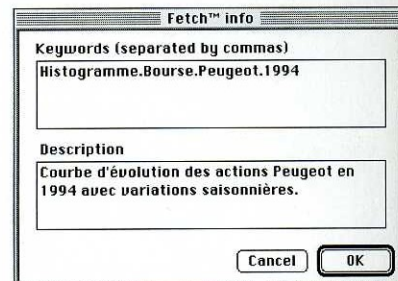 Fetch™ info
Keywords (separated by commas)
Histogramme.Bourse.Peugeot.1994
Description
Courbe d'évolution des actions Peugeot en
1994 avec variations saisonnières.
Cancel OK